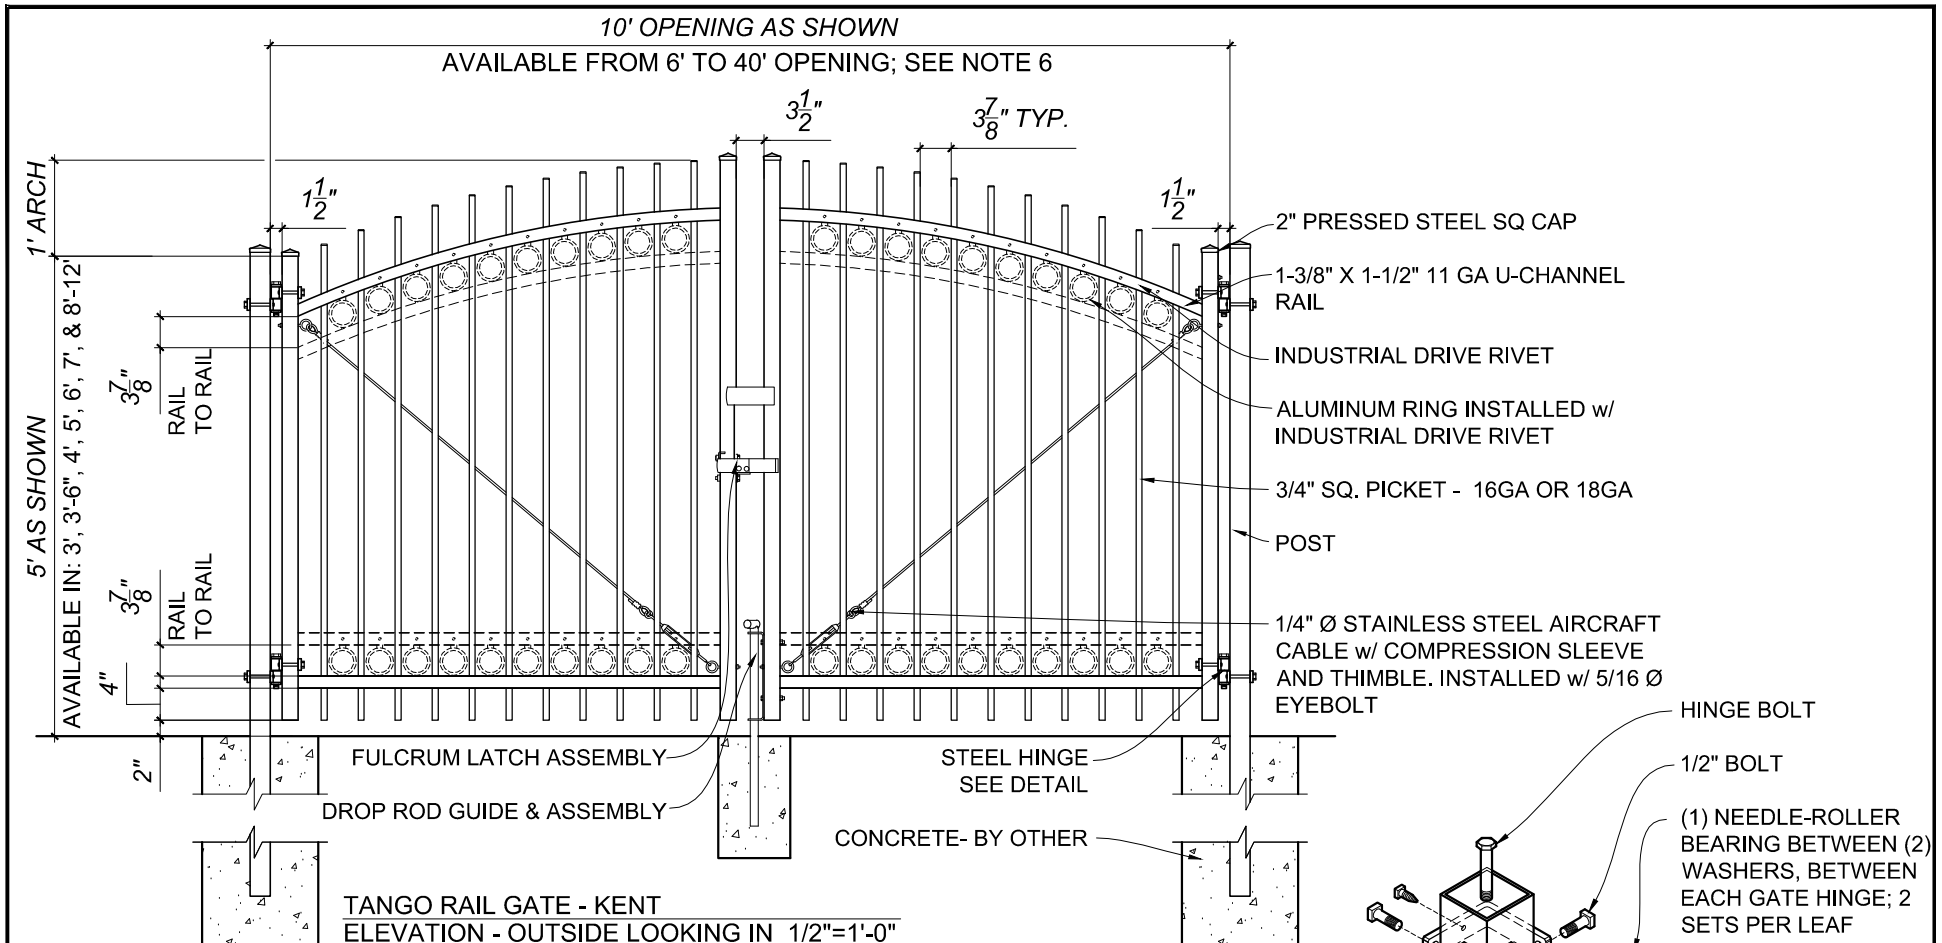 10' OPENING AS SHOWN
AVAILABLE FROM 6' TO 40' OPENING; SEE NOTE 6
3 1/2"
3 7/8" TYP.
1' ARCH
1 1/2"
1 1/2"
5' AS SHOWN
AVAILABLE IN: 3', 3'-6", 4', 5', 6', 7', & 8'-12'
3 7/8"
RAIL
TO RAIL
3 7/8"
RAIL
TO RAIL
4"
2"
2" PRESSED STEEL SQ CAP
1-3/8" X 1-1/2" 11 GA U-CHANNEL
RAIL
INDUSTRIAL DRIVE RIVET
ALUMINUM RING INSTALLED w/
INDUSTRIAL DRIVE RIVET
3/4" SQ. PICKET - 16GA OR 18GA
POST
1/4" Ø STAINLESS STEEL AIRCRAFT
CABLE w/ COMPRESSION SLEEVE
AND THIMBLE. INSTALLED w/ 5/16 Ø
EYEBOLT
FULCRUM LATCH ASSEMBLY
DROP ROD GUIDE & ASSEMBLY
STEEL HINGE
SEE DETAIL
CONCRETE- BY OTHER
HINGE BOLT
1/2" BOLT
(1) NEEDLE-ROLLER
BEARING BETWEEN (2)
WASHERS, BETWEEN
EACH GATE HINGE; 2
SETS PER LEAF
TANGO RAIL GATE - KENT
ELEVATION - OUTSIDE LOOKING IN 1/2"=1'-0"